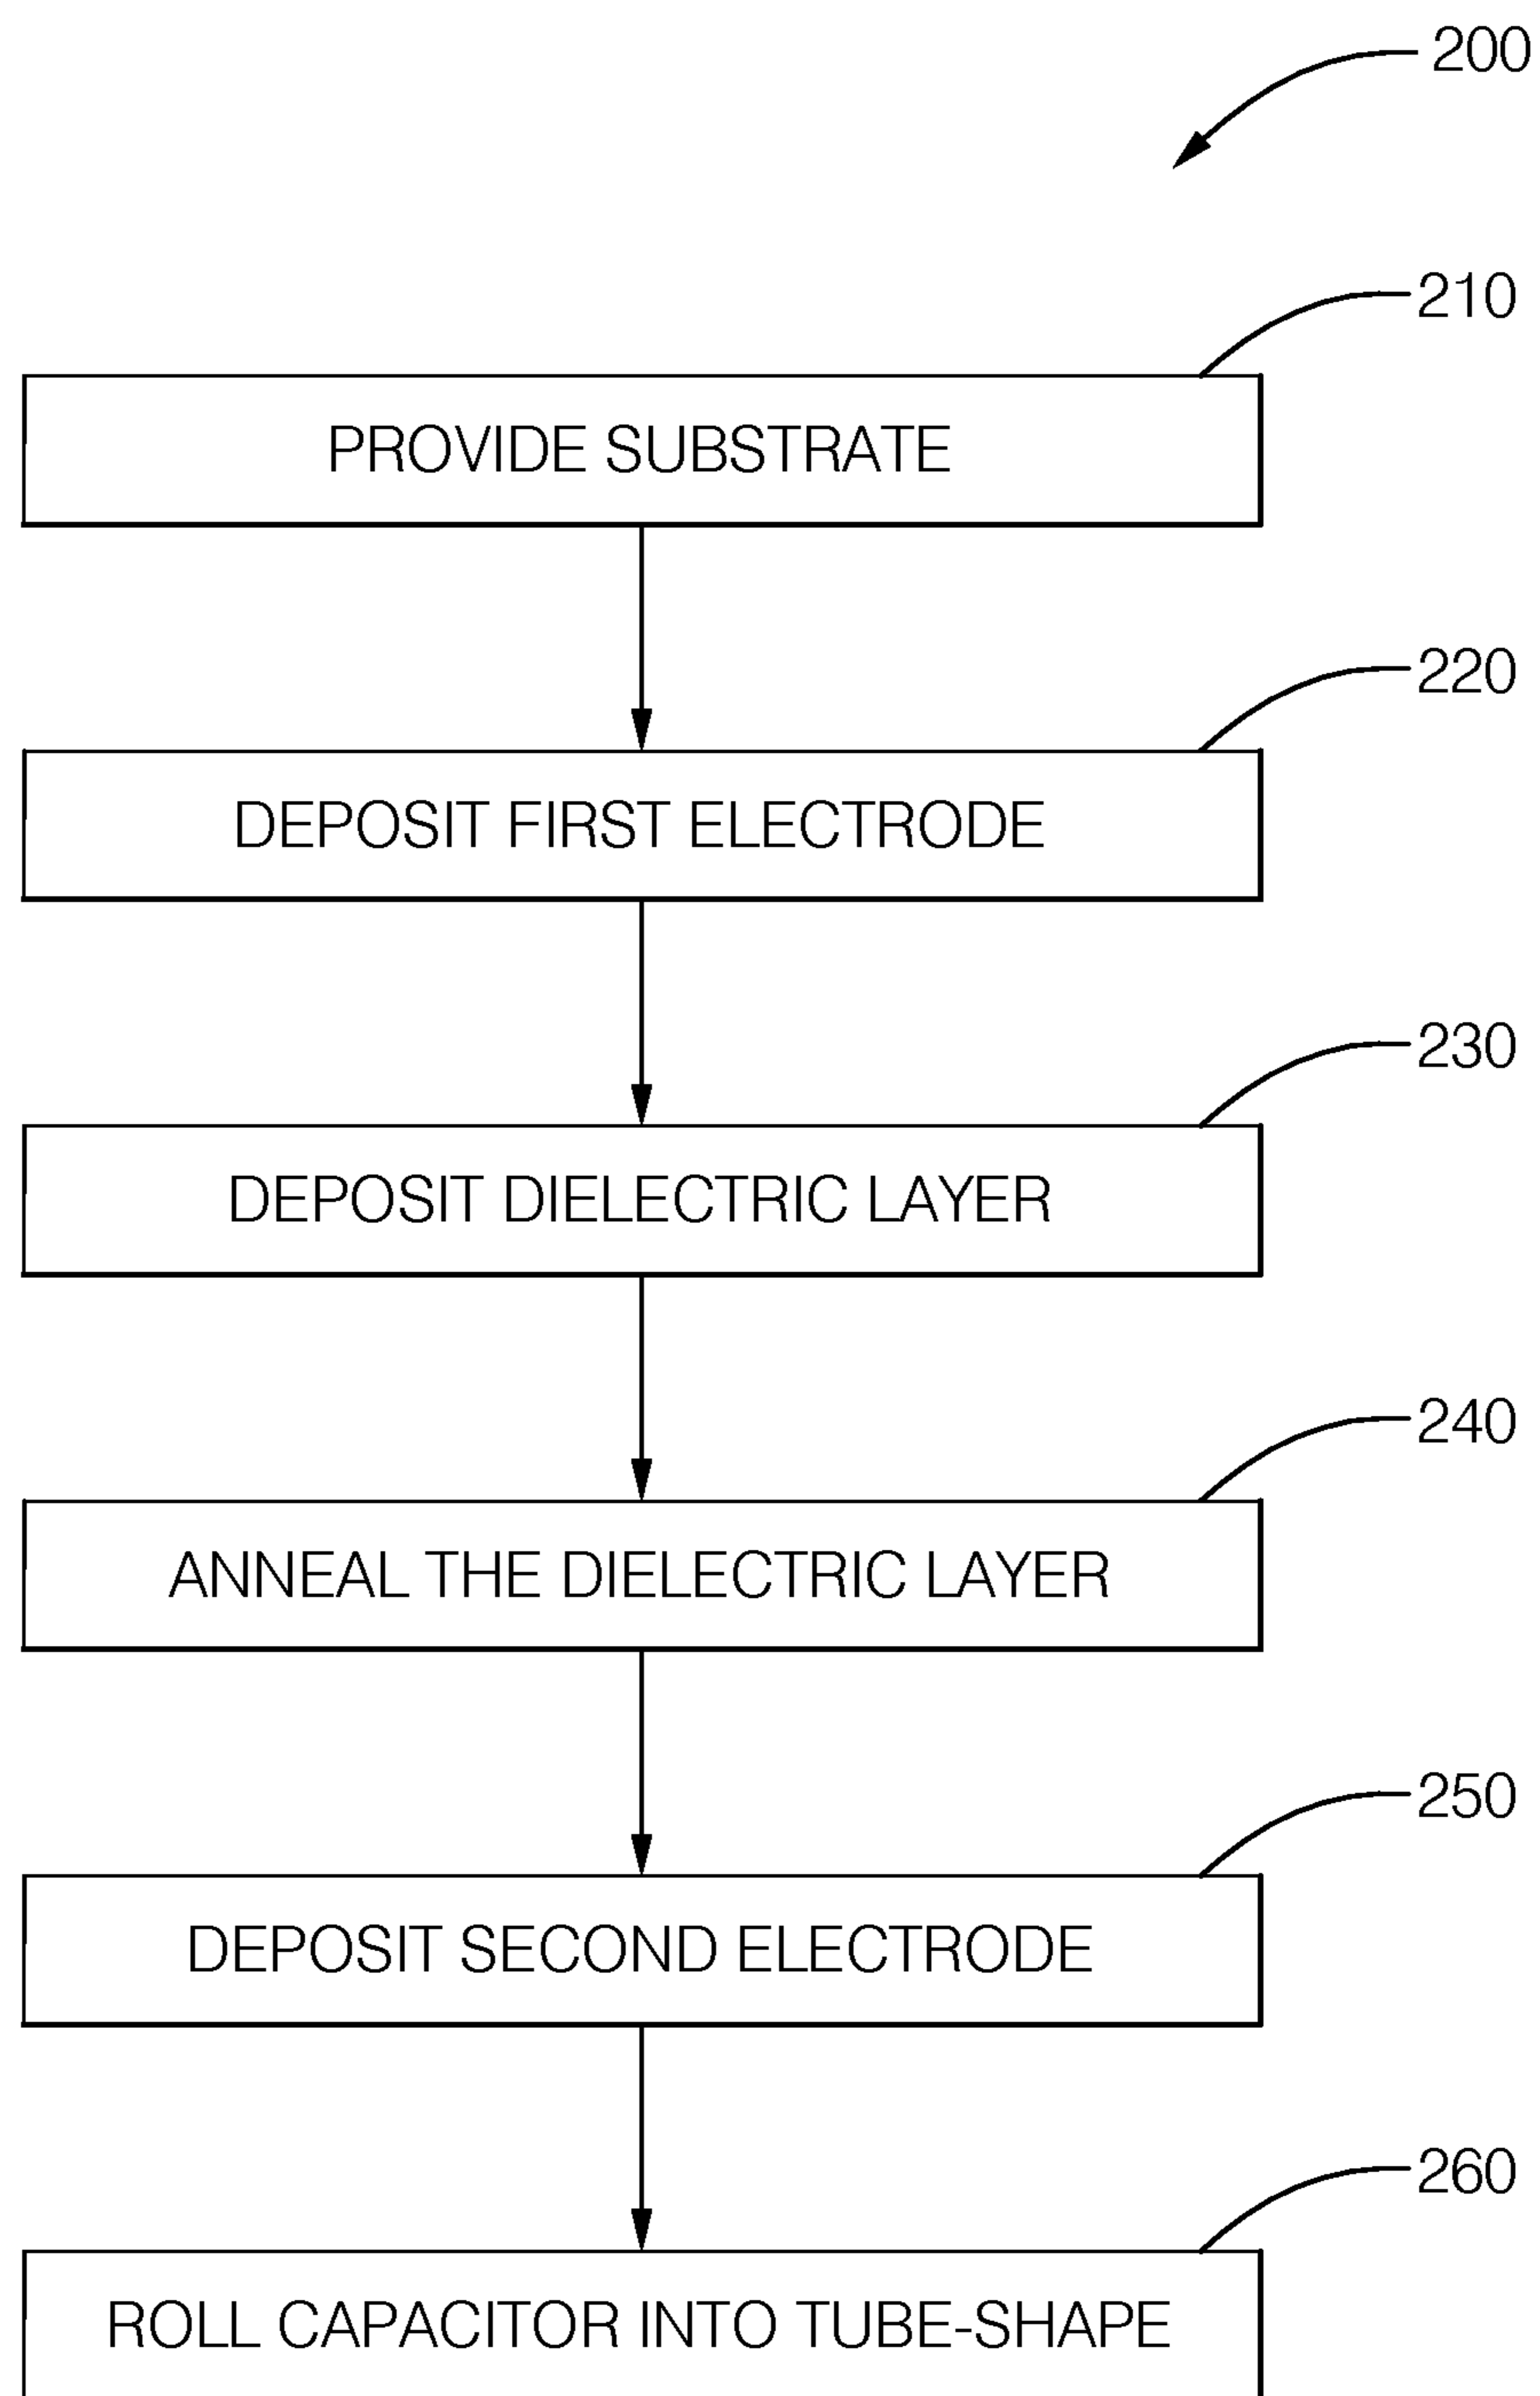 200
210
PROVIDE SUBSTRATE
220
DEPOSIT FIRST ELECTRODE
230
DEPOSIT DIELECTRIC LAYER
240
ANNEAL THE DIELECTRIC LAYER
250
DEPOSIT SECOND ELECTRODE
260
ROLL CAPACITOR INTO TUBE-SHAPE